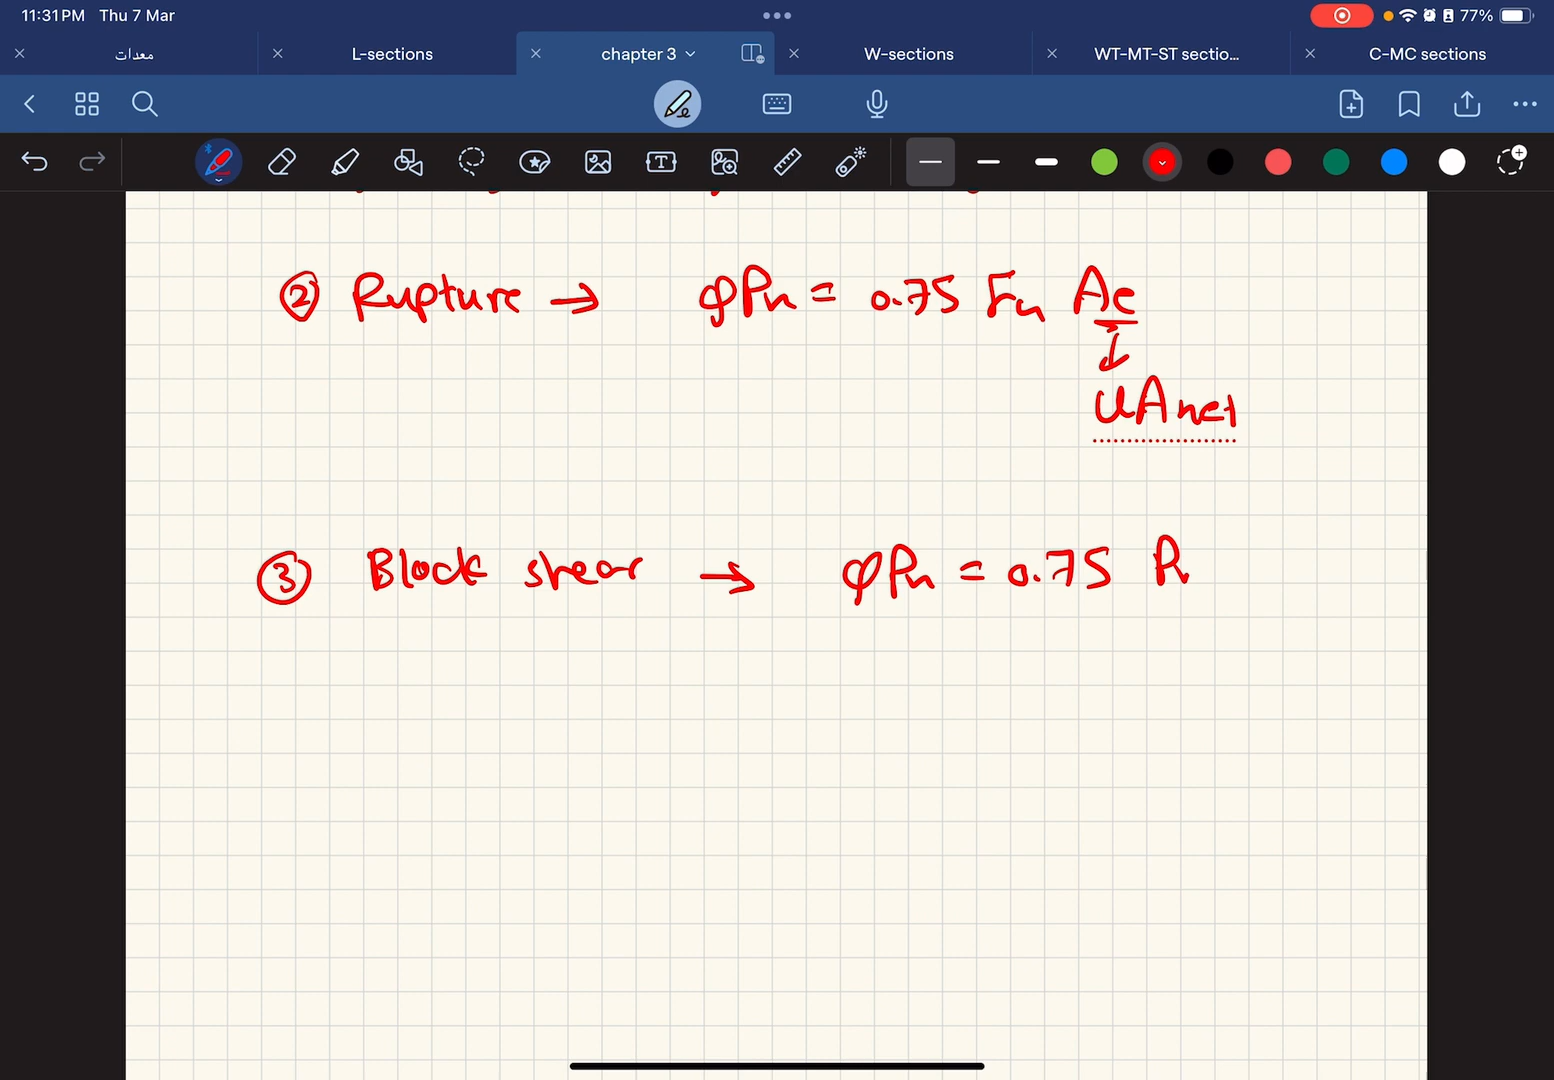 11:31 PM Thu 7 Mar 77%
معدات L-sections chapter 3 W-sections WT-MT-ST sectio... C-MC sections
② Rupture → φPn = 0.75 Fu Ae
↓
UAnet
③ Block shear → φPn = 0.75 R